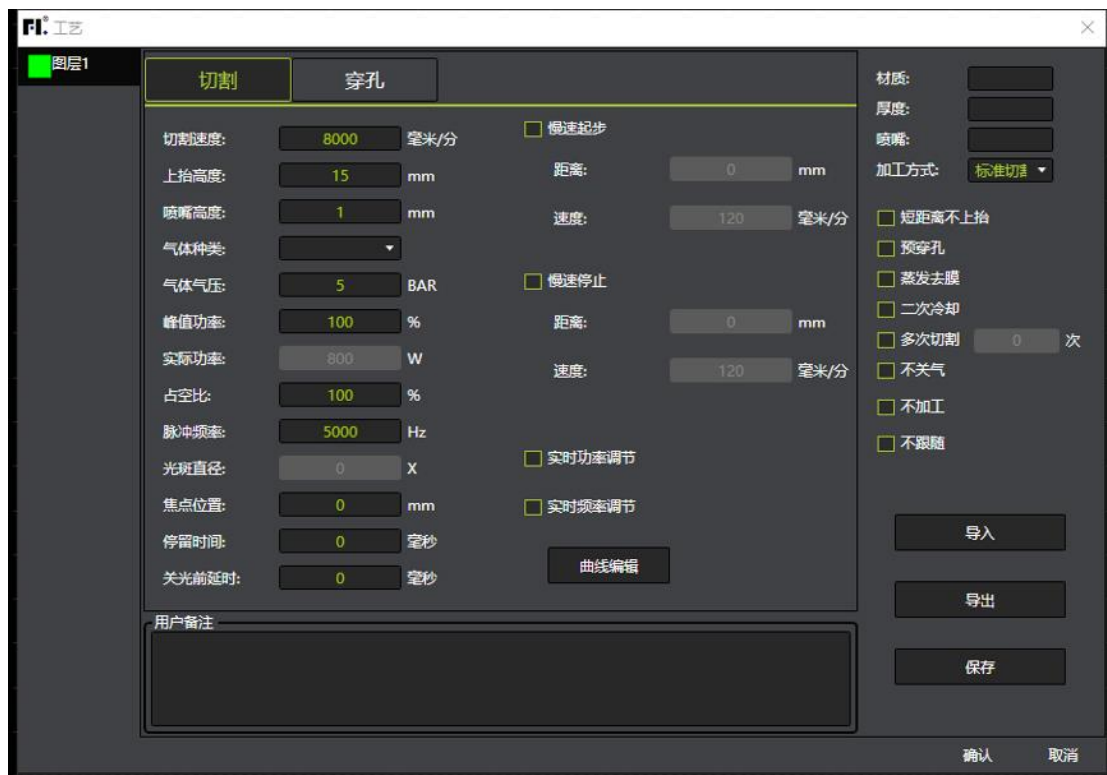 FI.® 工艺
图层1
切割 穿孔
切割速度: 8000 毫米/分
上抬高度: 15 mm
喷嘴高度: 1 mm
气体种类:
气体气压: 5 BAR
峰值功率: 100 %
实际功率: 800 W
占空比: 100 %
脉冲频率: 5000 Hz
光斑直径: 0 X
焦点位置: 0 mm
停留时间: 0 毫秒
关光前延时: 0 毫秒
慢速起步
距离: 0 mm
速度: 120 毫米/分
慢速停止
距离: 0 mm
速度: 120 毫米/分
实时功率调节
实时频率调节
曲线编辑
用户备注
材质:
厚度:
喷嘴:
加工方式: 标准切割
短距离不上抬
预穿孔
蒸发去膜
二次冷却
多次切割 0 次
不关气
不加工
不跟随
导入
导出
保存
确认 取消